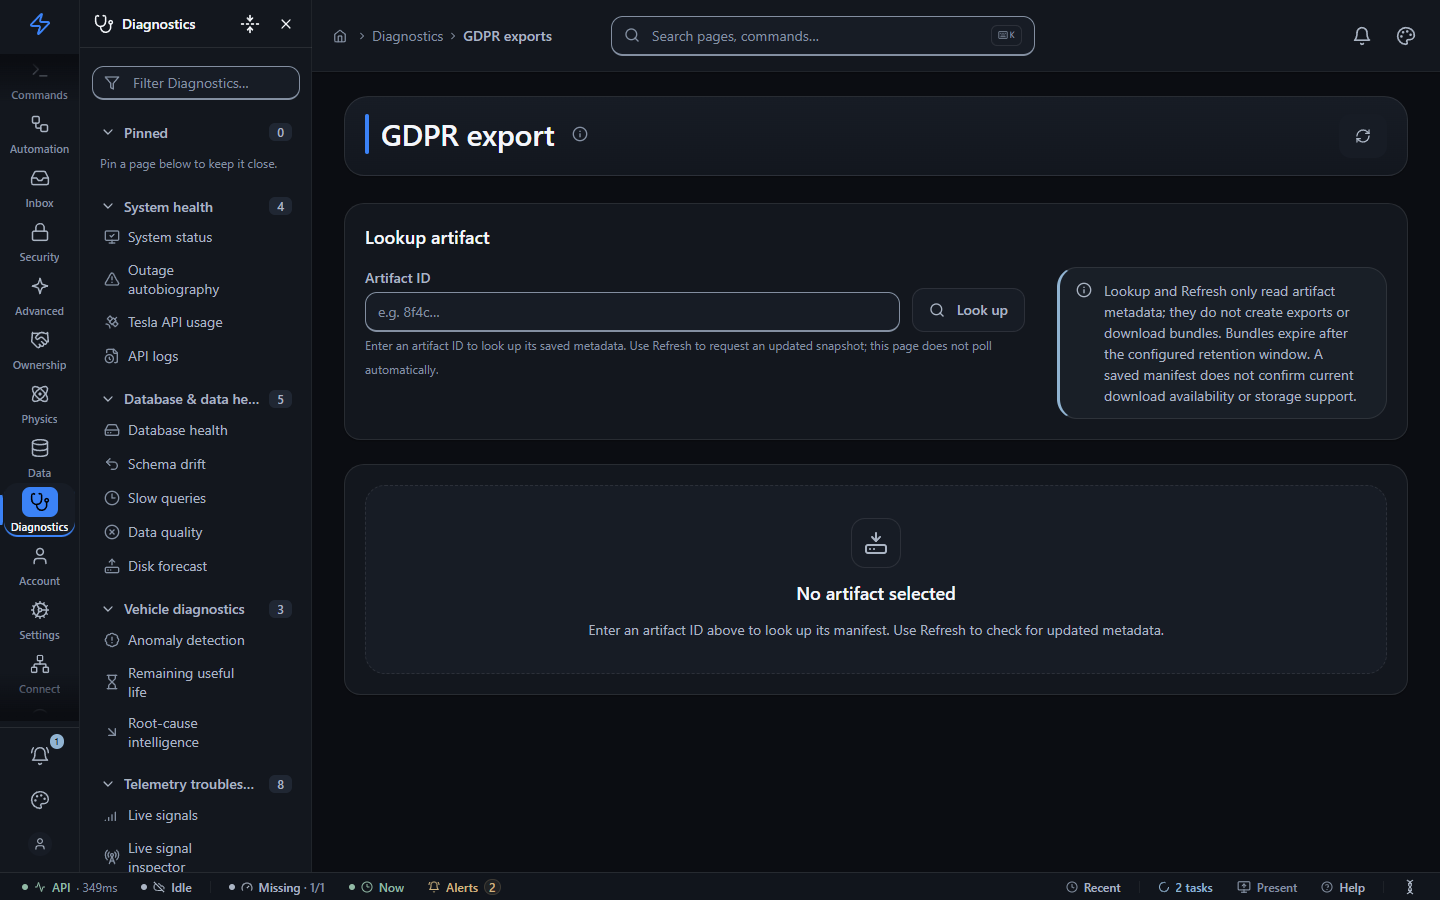 Commands
Automation
Inbox
Security
Advanced
Ownership
Physics
Data
Diagnostics
Account
Settings
Connect
1
Diagnostics
Filter Diagnostics...
Pinned 0
Pin a page below to keep it close.
System health 4
System status
Outage
autobiography
Tesla API usage
API logs
Database & data he... 5
Database health
Schema drift
Slow queries
Data quality
Disk forecast
Vehicle diagnostics 3
Anomaly detection
Remaining useful
life
Root-cause
intelligence
Telemetry troubles... 8
Live signals
Live signal
inspector
Diagnostics > GDPR exports
Search pages, commands... K
GDPR export
Lookup artifact
Artifact ID
e.g. 8f4c...
Look up
Enter an artifact ID to look up its saved metadata. Use Refresh to request an updated snapshot; this page does not poll
automatically.
Lookup and Refresh only read artifact
metadata; they do not create exports or
download bundles. Bundles expire after
the configured retention window. A
saved manifest does not confirm current
download availability or storage support.
No artifact selected
Enter an artifact ID above to look up its manifest. Use Refresh to check for updated metadata.
API · 349ms Idle Missing · 1/1 Now Alerts 2 Recent 2 tasks Present Help